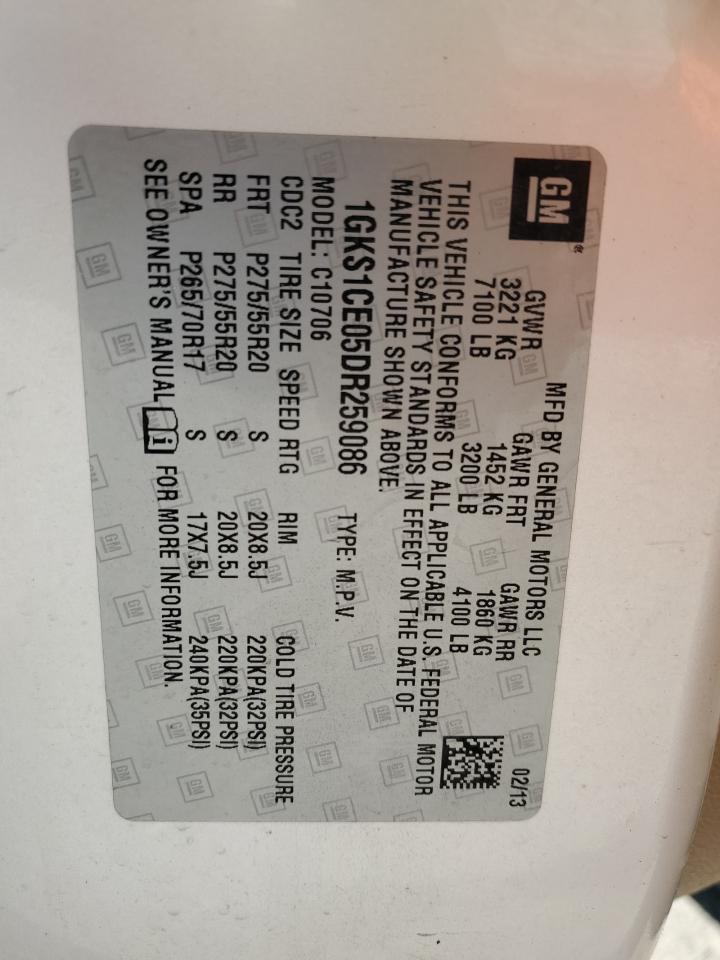 GM®
MFD BY GENERAL MOTORS LLC 02/13
GVWR GAWR FRT GAWR RR
3221 KG 1452 KG 1860 KG
7100 LB 3200 LB 4100 LB
THIS VEHICLE CONFORMS TO ALL APPLICABLE U.S. FEDERAL MOTOR
VEHICLE SAFETY STANDARDS IN EFFECT ON THE DATE OF
MANUFACTURE SHOWN ABOVE.
1GKS1CE05DR259086 TYPE: M.P.V.
MODEL: C10706
CDC2 TIRE SIZE SPEED RTG RIM COLD TIRE PRESSURE
FRT P275/55R20 S 20X8.5J 220KPA(32PSI)
RR P275/55R20 S 20X8.5J 220KPA(32PSI)
SPA P265/70R17 S 17X7.5J 240KPA(35PSI)
SEE OWNER'S MANUAL i FOR MORE INFORMATION.